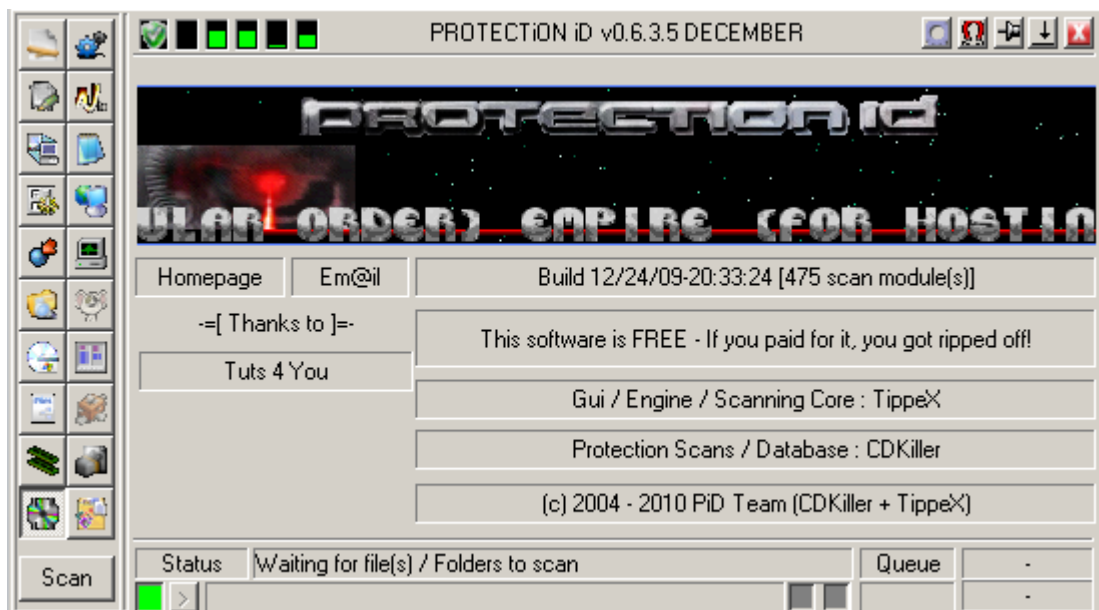 PROTECTiON iD v0.6.3.5 DECEMBER
PROTECTION iD
ULAR ORDER) EMPIRE (FOR HOSTIN
Homepage
Em@il
Build 12/24/09-20:33:24 [475 scan module(s)]
-=[ Thanks to ]=-
This software is FREE - If you paid for it, you got ripped off!
Tuts 4 You
Gui / Engine / Scanning Core : TippeX
Protection Scans / Database : CDKiller
(c) 2004 - 2010 PiD Team (CDKiller + TippeX)
Scan
Status
Waiting for file(s) / Folders to scan
Queue
-
>
-